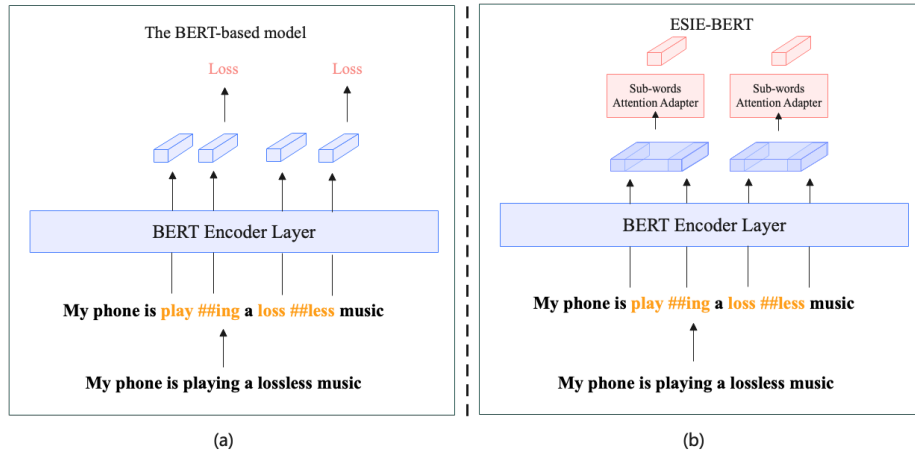 The BERT-based model
Loss
Loss
BERT Encoder Layer
My phone is play ##ing a loss ##less music
My phone is playing a lossless music
(a)
ESIE-BERT
Sub-words
Attention Adapter
Sub-words
Attention Adapter
BERT Encoder Layer
My phone is play ##ing a loss ##less music
My phone is playing a lossless music
(b)